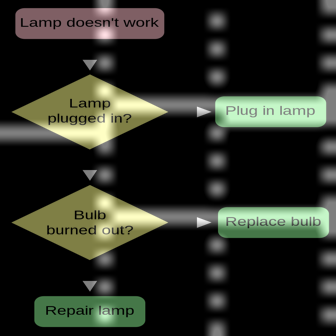 Lamp doesn't work
Lamp
plugged in?
Plug in lamp
Bulb
burned out?
Replace bulb
Repair lamp